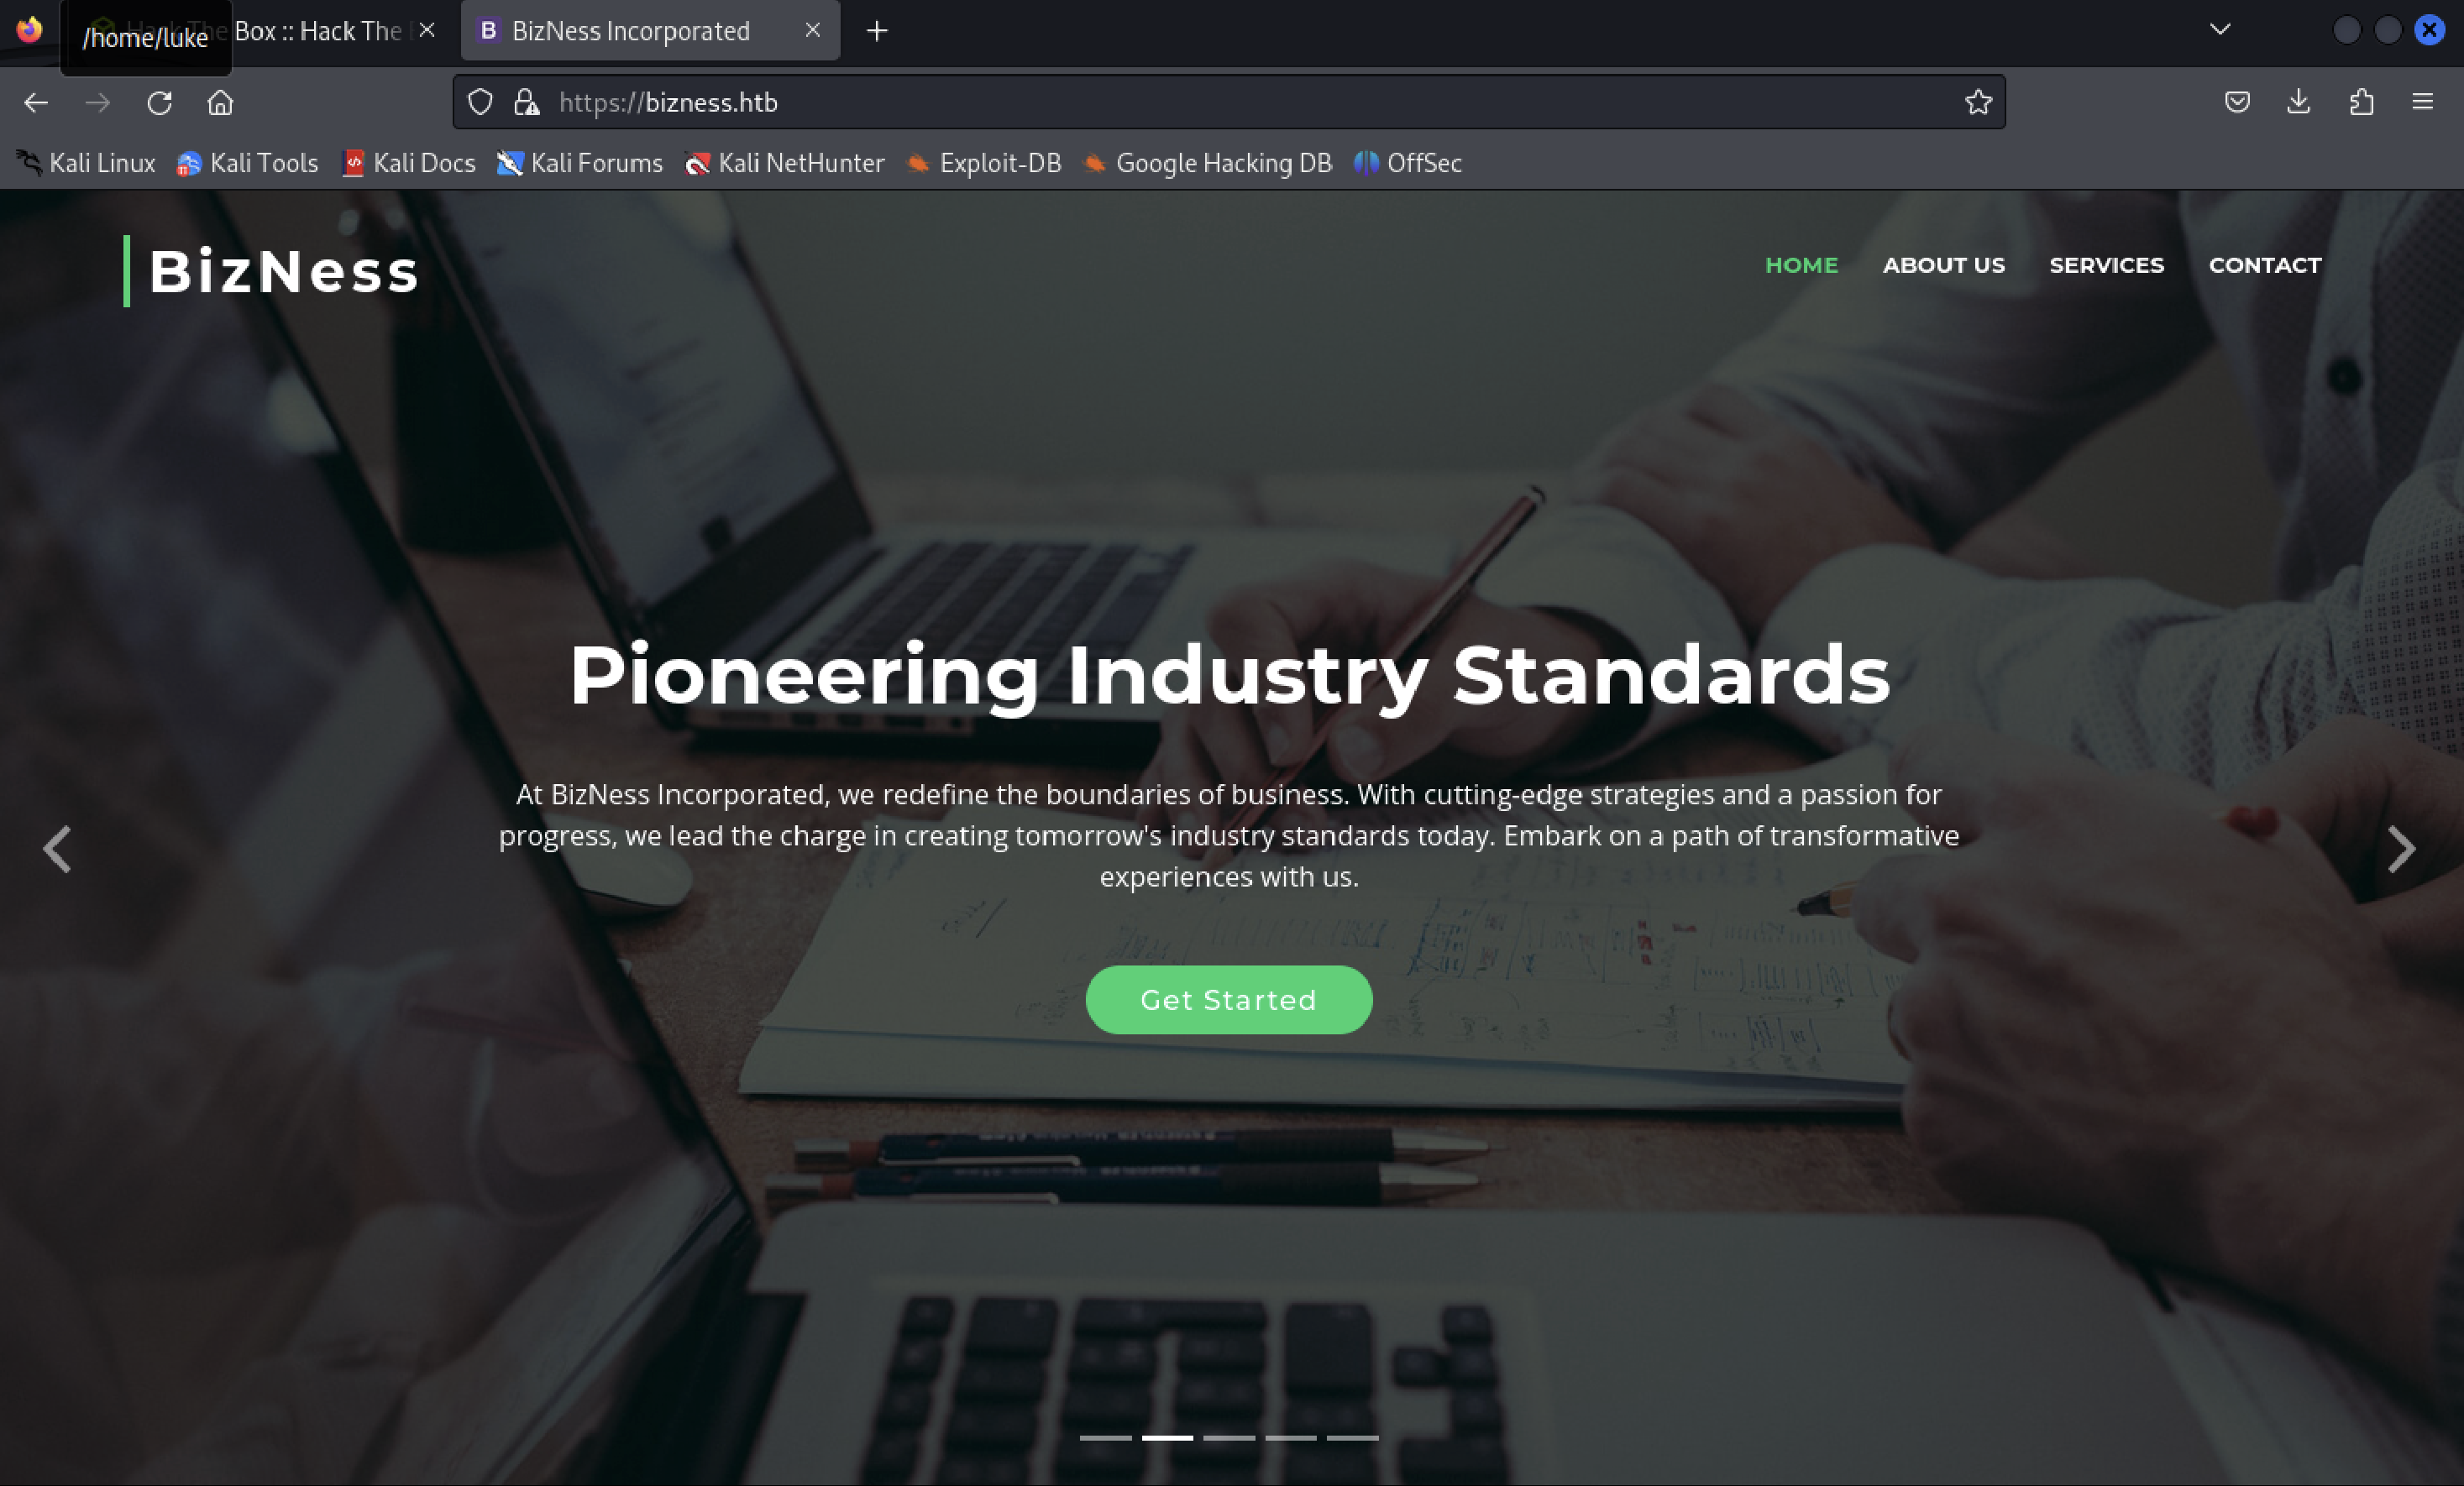 /home/luke
Box :: Hack The
BizNess Incorporated
https://bizness.htb
Kali Linux Kali Tools Kali Docs Kali Forums Kali NetHunter Exploit-DB Google Hacking DB OffSec
BizNess
HOME ABOUT US SERVICES CONTACT
Pioneering Industry Standards
At BizNess Incorporated, we redefine the boundaries of business. With cutting-edge strategies and a passion for
progress, we lead the charge in creating tomorrow's industry standards today. Embark on a path of transformative
experiences with us.
Get Started